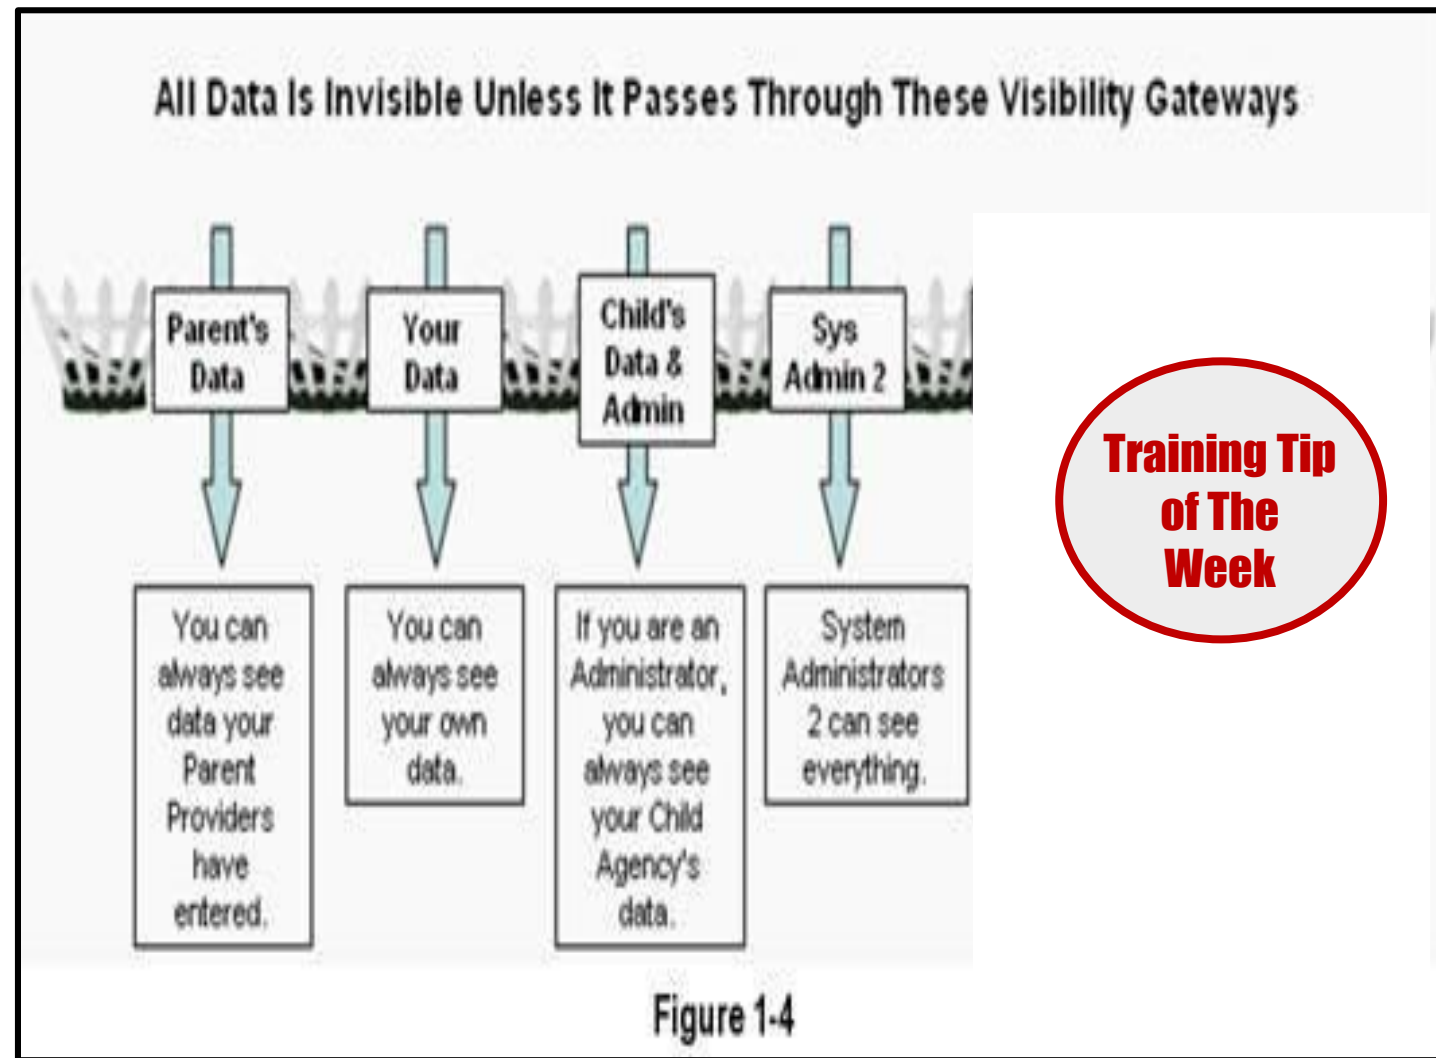 All Data Is Invisible Unless It Passes Through These Visibility Gateways
Parent's
Data
Your
Data
Child's
Data &
Admin
Sys
Admin 2
You can
always see
data your
Parent
Providers
have
entered.
You can
always see
your own
data.
If you are an
Administrator,
you can
always see
your Child
Agency's
data.
System
Administrators
2 can see
everything.
Training Tip
of The
Week
Figure 1-4